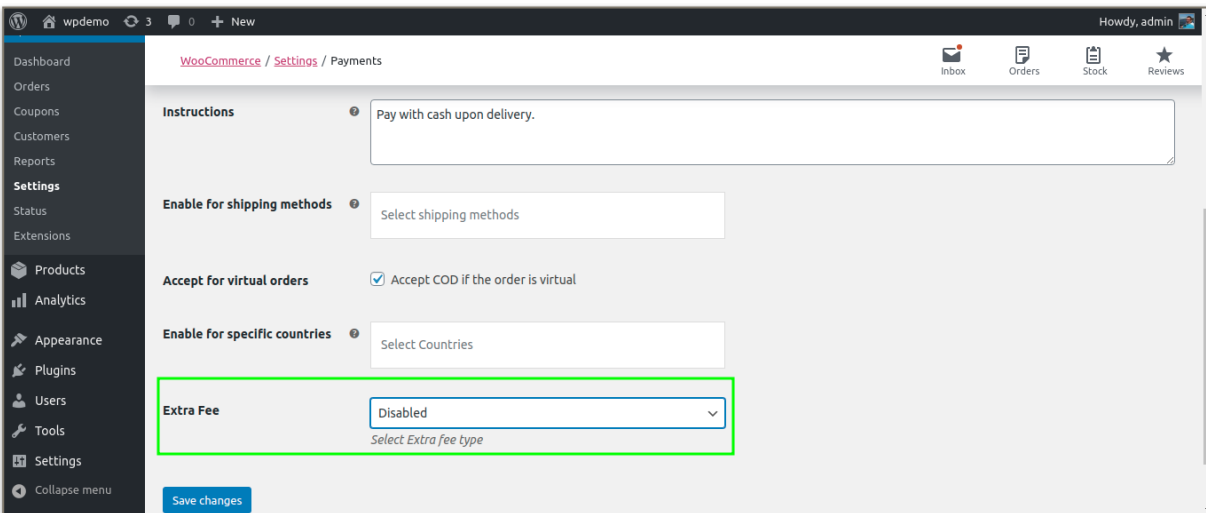 wpdemo 3 0 + New Howdy, admin
Dashboard
Orders
Coupons
Customers
Reports
Settings
Status
Extensions
Products
Analytics
Appearance
Plugins
Users
Tools
Settings
Collapse menu
WooCommerce / Settings / Payments
Inbox Orders Stock Reviews
Instructions Pay with cash upon delivery.
Enable for shipping methods Select shipping methods
Accept for virtual orders Accept COD if the order is virtual
Enable for specific countries Select Countries
Extra Fee Disabled
Select Extra fee type
Save changes